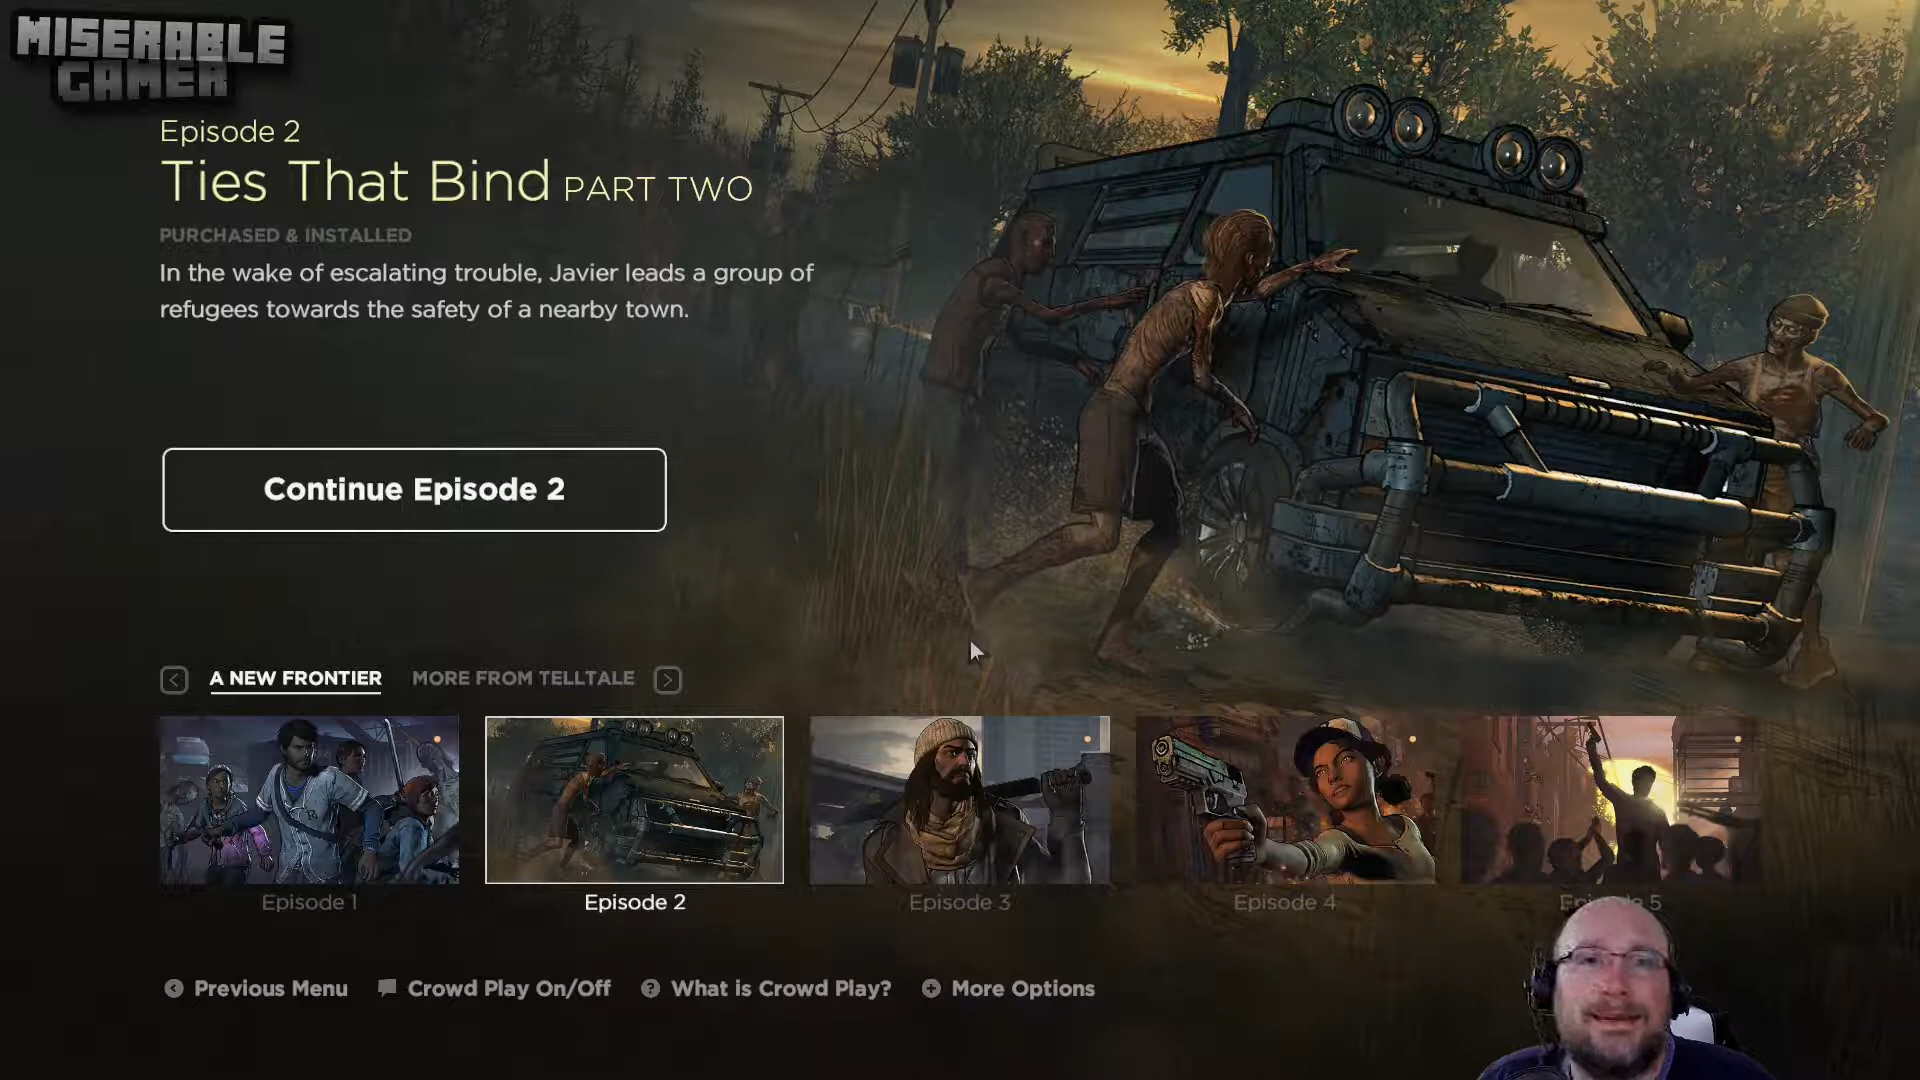 MISERABLE
GAMER
Episode 2
Ties That Bind PART TWO
PURCHASED & INSTALLED
In the wake of escalating trouble, Javier leads a group of
refugees towards the safety of a nearby town.
Continue Episode 2
A NEW FRONTIER MORE FROM TELLTALE
Episode 1 Episode 2 Episode 3 Episode 4 Episode 5
Previous Menu Crowd Play On/Off What is Crowd Play? More Options